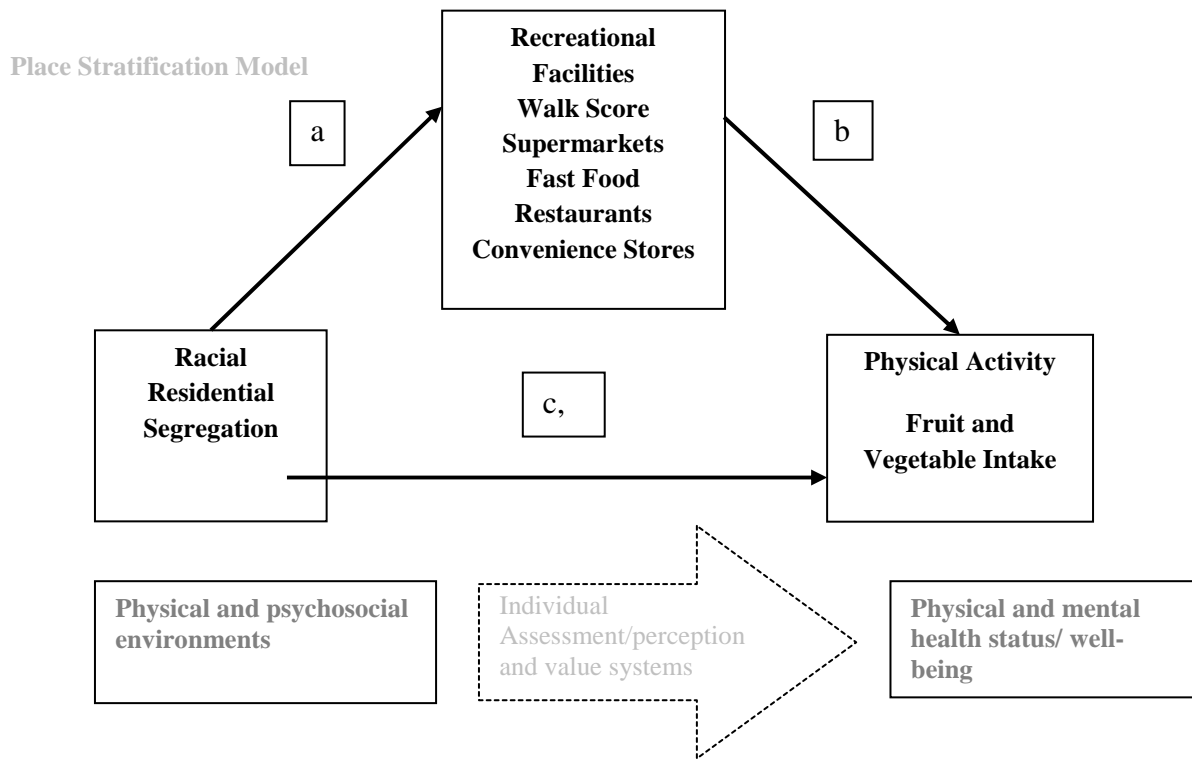 Place Stratification Model
Recreational
Facilities
Walk Score
Supermarkets
Fast Food
Restaurants
Convenience Stores
a
b
Racial
Residential
Segregation
c,
Physical Activity
Fruit and
Vegetable Intake
Physical and psychosocial
environments
Individual
Assessment/perception
and value systems
Physical and mental
health status/ well-
being